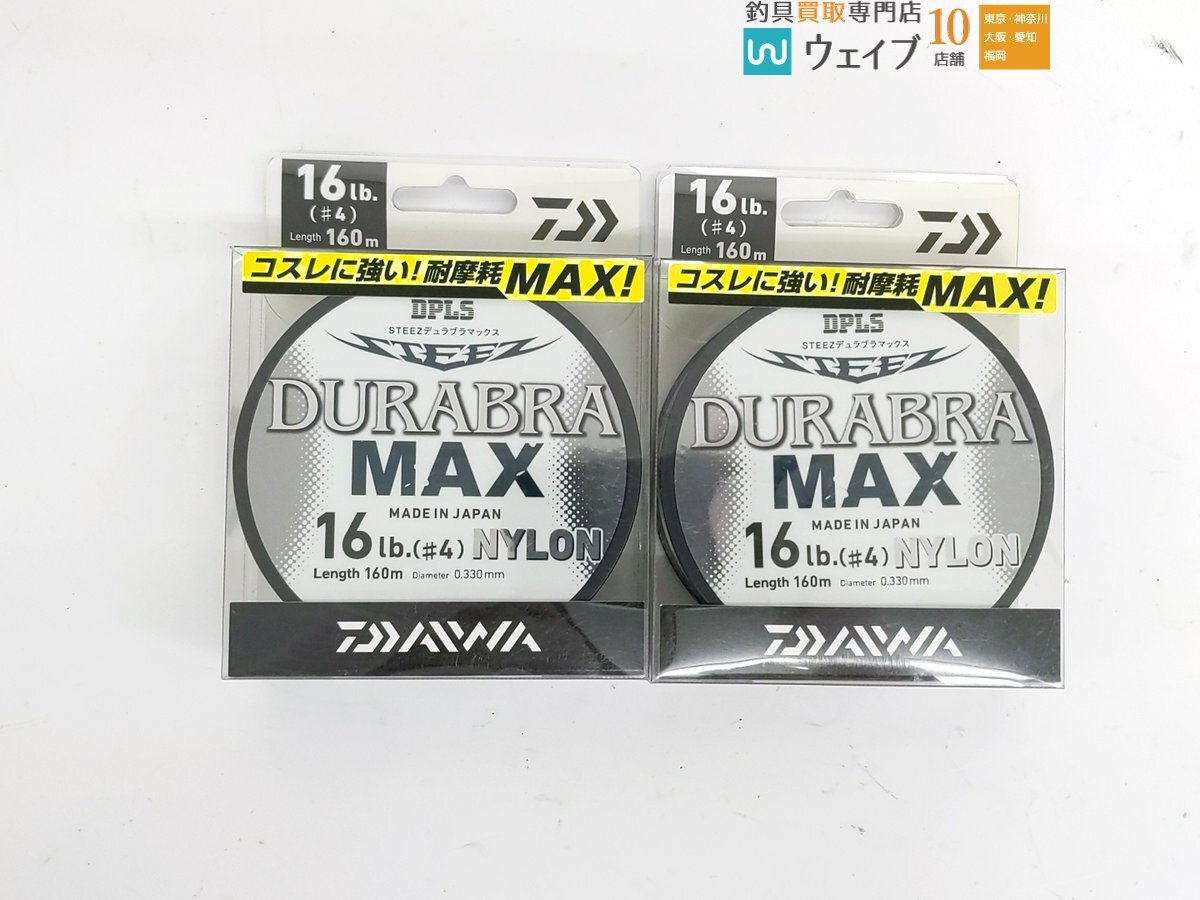 釣具買取専門店
ウェイブ
10
店舗
東京・神奈川
大阪・愛知
福岡
16 lb.
(♯4)
Length 160m
コスレに強い!耐摩耗MAX!
DPLS
STEEZデュラブラマックス
STEEZ
DURABRA
MAX
MADE IN JAPAN
16 lb.(♯4) NYLON
Length 160m Diameter 0.330mm
DAIWA
16 lb.
(♯4)
Length 160m
コスレに強い!耐摩耗MAX!
DPLS
STEEZデュラブラマックス
STEEZ
DURABRA
MAX
MADE IN JAPAN
16 lb.(♯4) NYLON
Length 160m Diameter 0.330mm
DAIWA